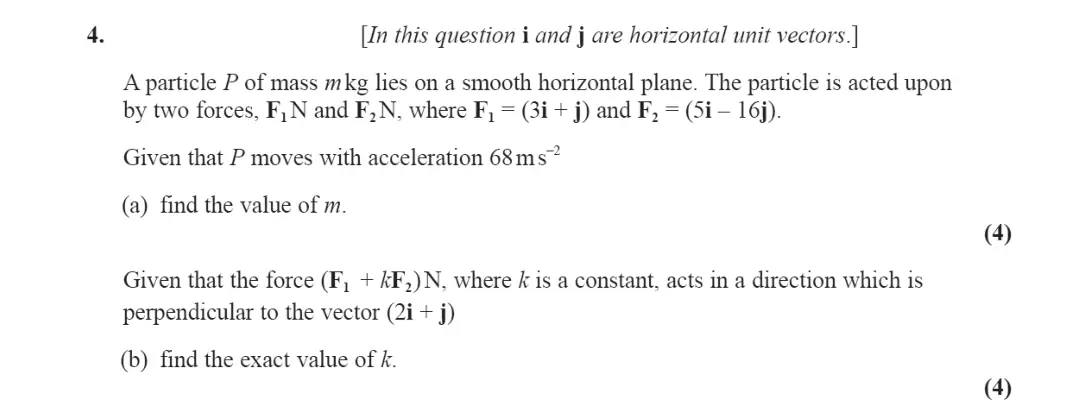 4. [In this question i and j are horizontal unit vectors.]
A particle P of mass m kg lies on a smooth horizontal plane. The particle is acted upon
by two forces, F₁ N and F₂ N, where F₁ = (3i + j) and F₂ = (5i – 16j).
Given that P moves with acceleration 68 m s⁻²
(a) find the value of m.
(4)
Given that the force (F₁ + kF₂) N, where k is a constant, acts in a direction which is
perpendicular to the vector (2i + j)
(b) find the exact value of k.
(4)